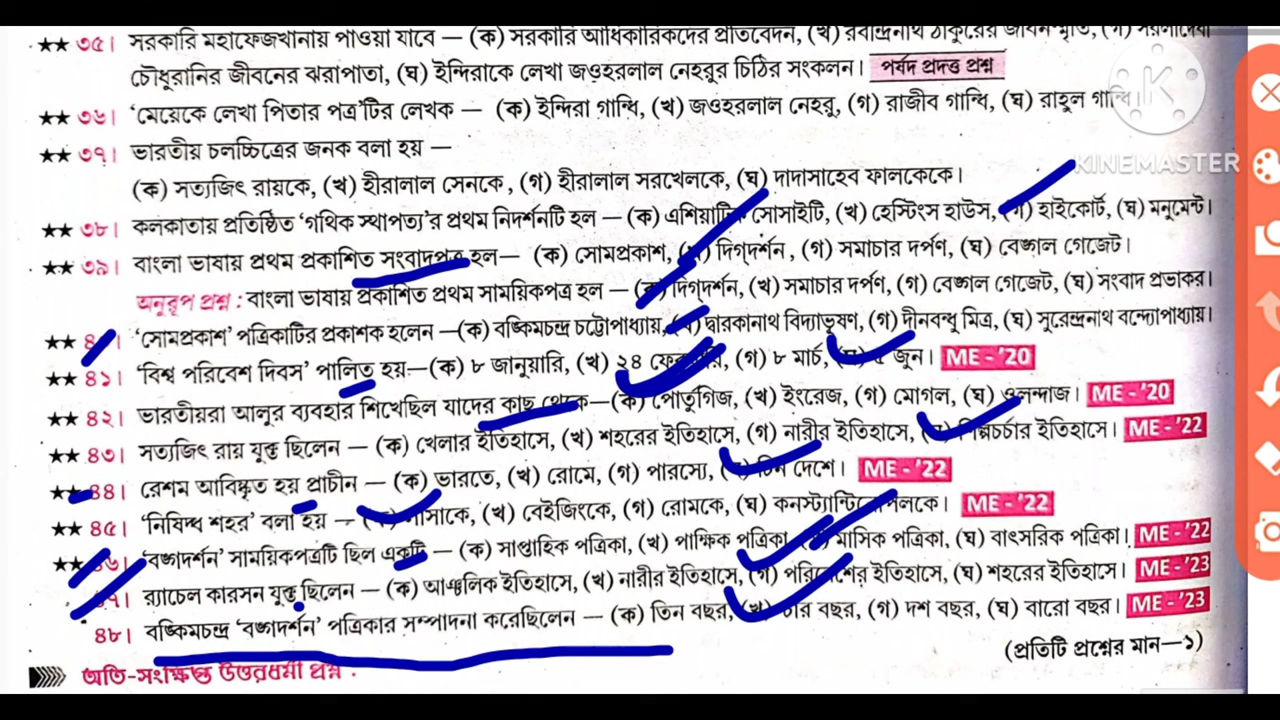 ★★ ৩৫। সরকারি মহাফেজখানায় পাওয়া যাবে — (ক) সরকারি আধিকারিকদের প্রতিবেদন, (খ) রবীন্দ্রনাথ ঠাকুরের জীবনস্মৃতি, (গ) সরলাদেবী
চৌধুরানির জীবনের ঝরাপাতা, (ঘ) ইন্দিরাকে লেখা জওহরলাল নেহরুর চিঠির সংকলন। পর্ষদ প্রদত্ত প্রশ্ন
★★ ৩৬। 'মেয়েকে লেখা পিতার পত্র'টির লেখক — (ক) ইন্দিরা গান্ধি, (খ) জওহরলাল নেহরু, (গ) রাজীব গান্ধি, (ঘ) রাহুল গান্ধি
★★ ৩৭। ভারতীয় চলচ্চিত্রের জনক বলা হয় —
KINEMASTER
(ক) সত্যজিৎ রায়কে, (খ) হীরালাল সেনকে, (গ) হীরালাল সরখেলকে, (ঘ) দাদাসাহেব ফালকেকে।
★★ ৩৮। কলকাতায় প্রতিষ্ঠিত 'গথিক স্থাপত্য'র প্রথম নিদর্শনটি হল — (ক) এশিয়াটিক সোসাইটি, (খ) হেস্টিংস হাউস, (গ) হাইকোর্ট, (ঘ) মনুমেন্ট।
★★ ৩৯। বাংলা ভাষায় প্রথম প্রকাশিত সংবাদপত্র হল— (ক) সোমপ্রকাশ, (খ) দিগ্‌দর্শন, (গ) সমাচার দর্পণ, (ঘ) বেঙ্গল গেজেট।
অনুরূপ প্রশ্ন : বাংলা ভাষায় প্রকাশিত প্রথম সাময়িকপত্র হল — (ক) দিগ্‌দর্শন, (খ) সমাচার দর্পণ, (গ) বেঙ্গল গেজেট, (ঘ) সংবাদ প্রভাকর।
★★ ৪ । 'সোমপ্রকাশ' পত্রিকাটির প্রকাশক হলেন —(ক) বঙ্কিমচন্দ্র চট্টোপাধ্যায়, (খ) দ্বারকানাথ বিদ্যাভূষণ, (গ) দীনবন্ধু মিত্র, (ঘ) সুরেন্দ্রনাথ বন্দ্যোপাধ্যায়।
★★ ৪১। 'বিশ্ব পরিবেশ দিবস' পালিত হয়—(ক) ৮ জানুয়ারি, (খ) ২৪ ফেব্রুয়ারি, (গ) ৮ মার্চ, (ঘ) ৫ জুন। ME - '20
★★ ৪২। ভারতীয়রা আলুর ব্যবহার শিখেছিল যাদের কাছ থেকে—(ক) পোর্তুগিজ, (খ) ইংরেজ, (গ) মোগল, (ঘ) ওলন্দাজ। ME - '20
★★ ৪৩। সত্যজিৎ রায় যুক্ত ছিলেন — (ক) খেলার ইতিহাসে, (খ) শহরের ইতিহাসে, (গ) নারীর ইতিহাসে, (ঘ) শিল্পচর্চার ইতিহাসে। ME - '22
★★ ৪৪। রেশম আবিষ্কৃত হয় প্রাচীন — (ক) ভারতে, (খ) রোমে, (গ) পারস্যে, (ঘ) চিন দেশে। ME - '22
★★ ৪৫। 'নিষিদ্ধ শহর' বলা হয় — (ক) লাসাকে, (খ) বেইজিংকে, (গ) রোমকে, (ঘ) কনস্ট্যান্টিনোপলকে। ME - '22
★★ ৪৬। 'বঙ্গদর্শন' সাময়িকপত্রটি ছিল একটি — (ক) সাপ্তাহিক পত্রিকা, (খ) পাক্ষিক পত্রিকা, (গ) মাসিক পত্রিকা, (ঘ) বাৎসরিক পত্রিকা। ME - '22
৪৭। র‍্যাচেল কারসন যুক্ত ছিলেন — (ক) আঞ্চলিক ইতিহাসে, (খ) নারীর ইতিহাসে, (গ) পরিবেশের ইতিহাসে, (ঘ) শহরের ইতিহাসে। ME - '23
৪৮। বঙ্কিমচন্দ্র 'বঙ্গদর্শন' পত্রিকার সম্পাদনা করেছিলেন — (ক) তিন বছর, (খ) চার বছর, (গ) দশ বছর, (ঘ) বারো বছর। ME - '23
(প্রতিটি প্রশ্নের মান—১)
অতি-সংক্ষিপ্ত উত্তরধর্মী প্রশ্ন :